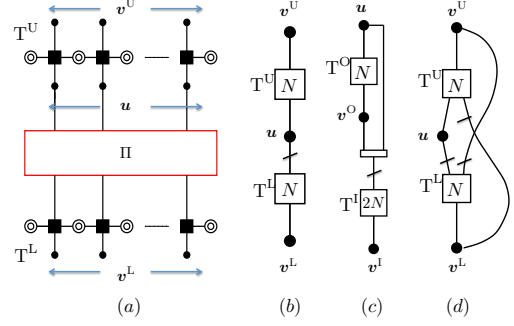 v^U
T^U
u
Π
T^L
v^L
(a)
v^U
T^U N
u
T^L N
v^L
(b)
u
T^O N
v^O
T^I 2N
v^I
(c)
v^U
T^U N
u
T^L N
v^L
(d)